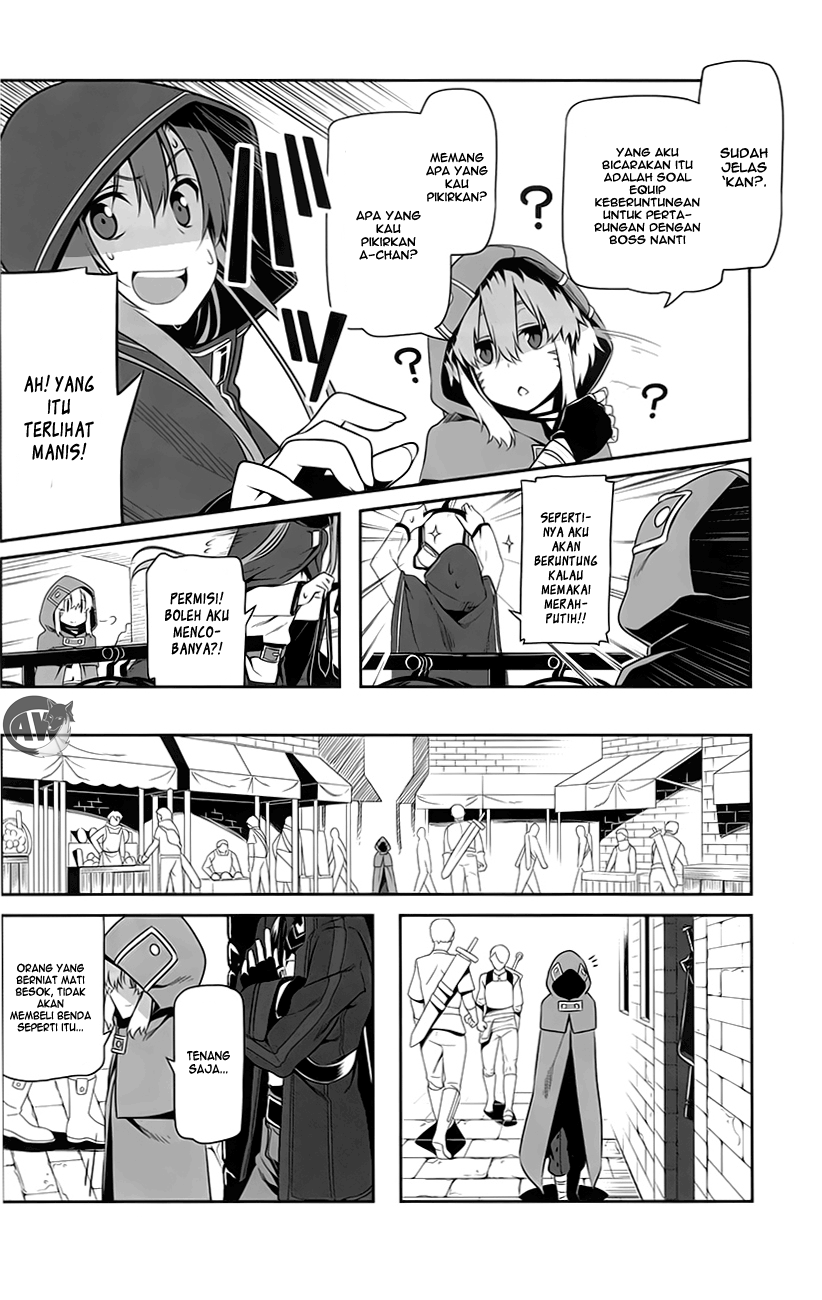 SUDAH
JELAS
'KAN?.
YANG AKU
BICARAKAN ITU
ADALAH SOAL
EQUIP
KEBERUNTUNGAN
UNTUK PERTA-
RUNGAN DENGAN
BOSS NANTI
MEMANG
APA YANG
KAU
PIKIRKAN?
APA YANG
KAU
PIKIRKAN
A-CHAN?
?
?
?
AH! YANG
ITU
TERLIHAT
MANIS!
SEPERTI-
NYA AKU
AKAN
BERUNTUNG
KALAU
MEMAKAI
MERAH-
PUTIH!!
PERMISI!
BOLEH AKU
MENCO-
BANYA?!
AW
TENANG
SAJA...
ORANG YANG
BERNIAT MATI
BESOK, TIDAK
AKAN
MEMBELI BENDA
SEPERTI ITU...